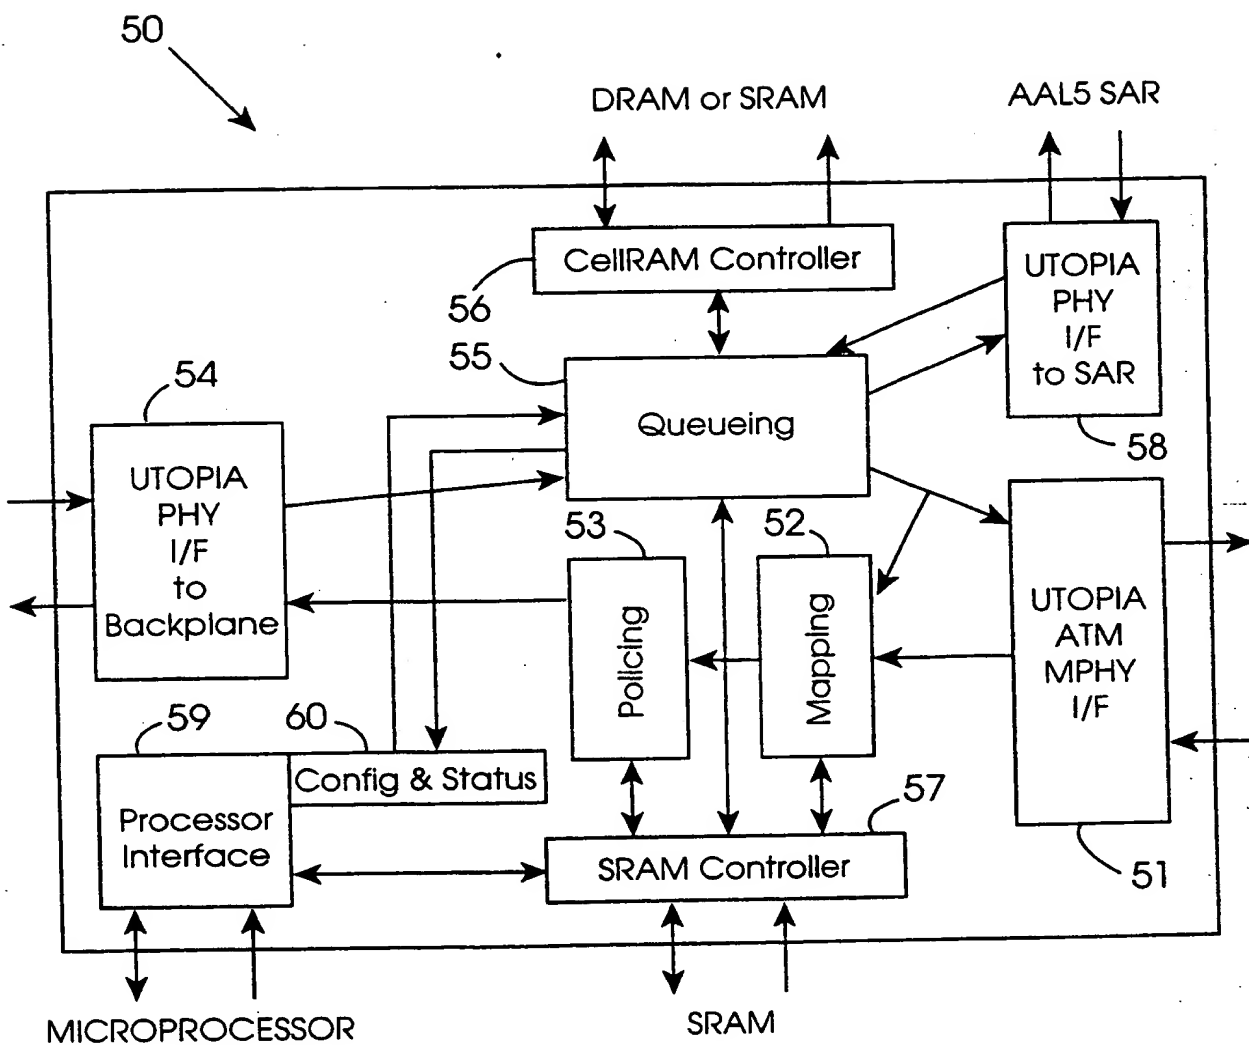 50
DRAM or SRAM
AAL5 SAR
CellRAM Controller
56
UTOPIA
PHY
I/F
to SAR
58
55
Queueing
54
UTOPIA
PHY
I/F
to
Backplane
53
Policing
52
Mapping
UTOPIA
ATM
MPHY
I/F
51
59
60
Config & Status
Processor
Interface
57
SRAM Controller
MICROPROCESSOR
SRAM